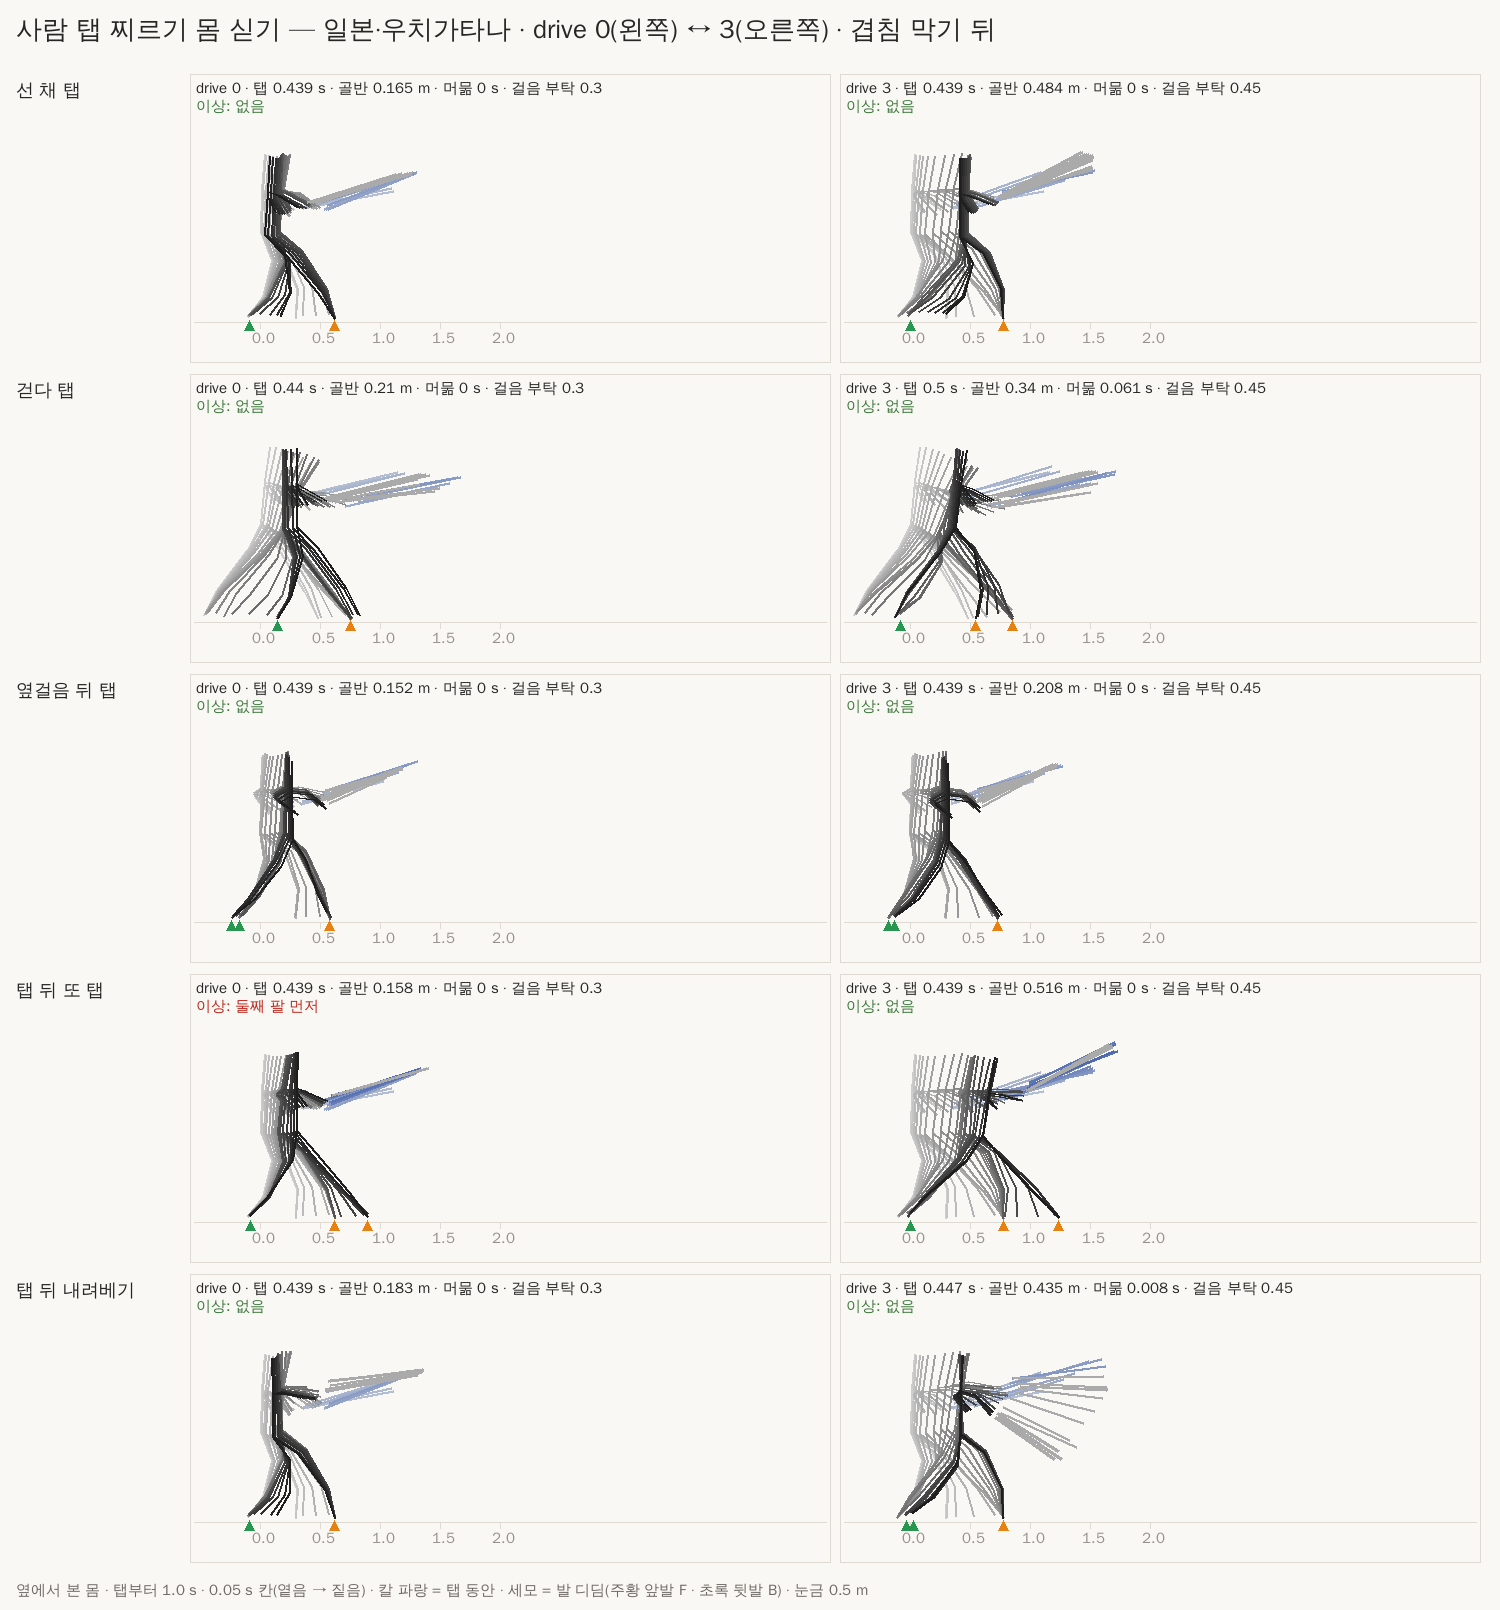 사람 탭 찌르기 몸 싣기 — 일본·우치가타나 · drive 0(왼쪽) ↔ 3(오른쪽) · 겹침 막기 뒤
선 채 탭
drive 0 · 탭 0.439 s · 골반 0.165 m · 머묾 0 s · 걸음 부탁 0.3
이상: 없음
0.0 0.5 1.0 1.5 2.0
drive 3 · 탭 0.439 s · 골반 0.484 m · 머묾 0 s · 걸음 부탁 0.45
이상: 없음
0.0 0.5 1.0 1.5 2.0
걷다 탭
drive 0 · 탭 0.44 s · 골반 0.21 m · 머묾 0 s · 걸음 부탁 0.3
이상: 없음
0.0 0.5 1.0 1.5 2.0
drive 3 · 탭 0.5 s · 골반 0.34 m · 머묾 0.061 s · 걸음 부탁 0.45
이상: 없음
0.0 0.5 1.0 1.5 2.0
옆걸음 뒤 탭
drive 0 · 탭 0.439 s · 골반 0.152 m · 머묾 0 s · 걸음 부탁 0.3
이상: 없음
0.0 0.5 1.0 1.5 2.0
drive 3 · 탭 0.439 s · 골반 0.208 m · 머묾 0 s · 걸음 부탁 0.45
이상: 없음
0.0 0.5 1.0 1.5 2.0
탭 뒤 또 탭
drive 0 · 탭 0.439 s · 골반 0.158 m · 머묾 0 s · 걸음 부탁 0.3
이상: 둘째 팔 먼저
0.0 0.5 1.0 1.5 2.0
drive 3 · 탭 0.439 s · 골반 0.516 m · 머묾 0 s · 걸음 부탁 0.45
이상: 없음
0.0 0.5 1.0 1.5 2.0
탭 뒤 내려베기
drive 0 · 탭 0.439 s · 골반 0.183 m · 머묾 0 s · 걸음 부탁 0.3
이상: 없음
0.0 0.5 1.0 1.5 2.0
drive 3 · 탭 0.447 s · 골반 0.435 m · 머묾 0.008 s · 걸음 부탁 0.45
이상: 없음
0.0 0.5 1.0 1.5 2.0
옆에서 본 몸 · 탭부터 1.0 s · 0.05 s 칸(옅음 → 짙음) · 칼 파랑 = 탭 동안 · 세모 = 발 디딤(주황 앞발 F · 초록 뒷발 B) · 눈금 0.5 m